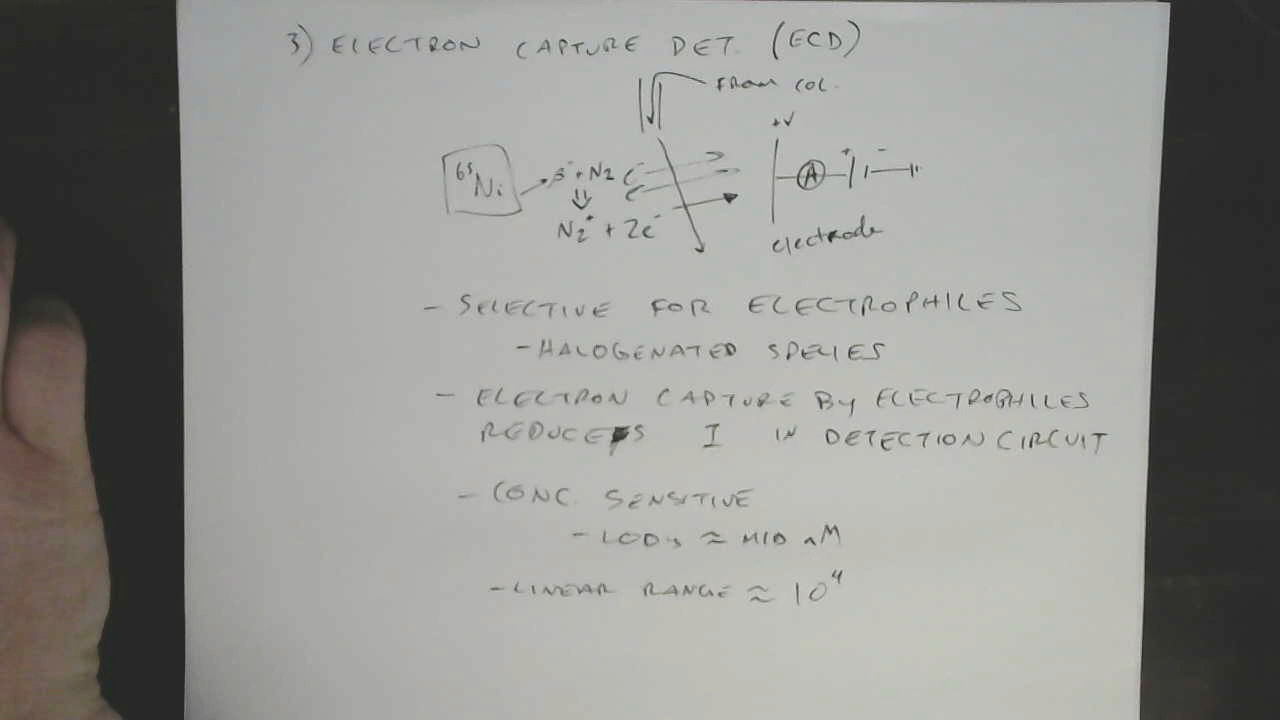 3) ELECTRON CAPTURE DET. (ECD)
FROM COL.
+V
63Ni β⁻ + N2 e⁻ A + -
e⁻
N2⁺ + 2e⁻
electrode
- SELECTIVE FOR ELECTROPHILES
- HALOGENATED SPECIES
- ELECTRON CAPTURE By ELECTROPHILES
REDUCES I IN DETECTION CIRCUIT
- CONC. SENSITIVE
- LODs ≈ MID nM
- LINEAR RANGE ≈ 10⁴